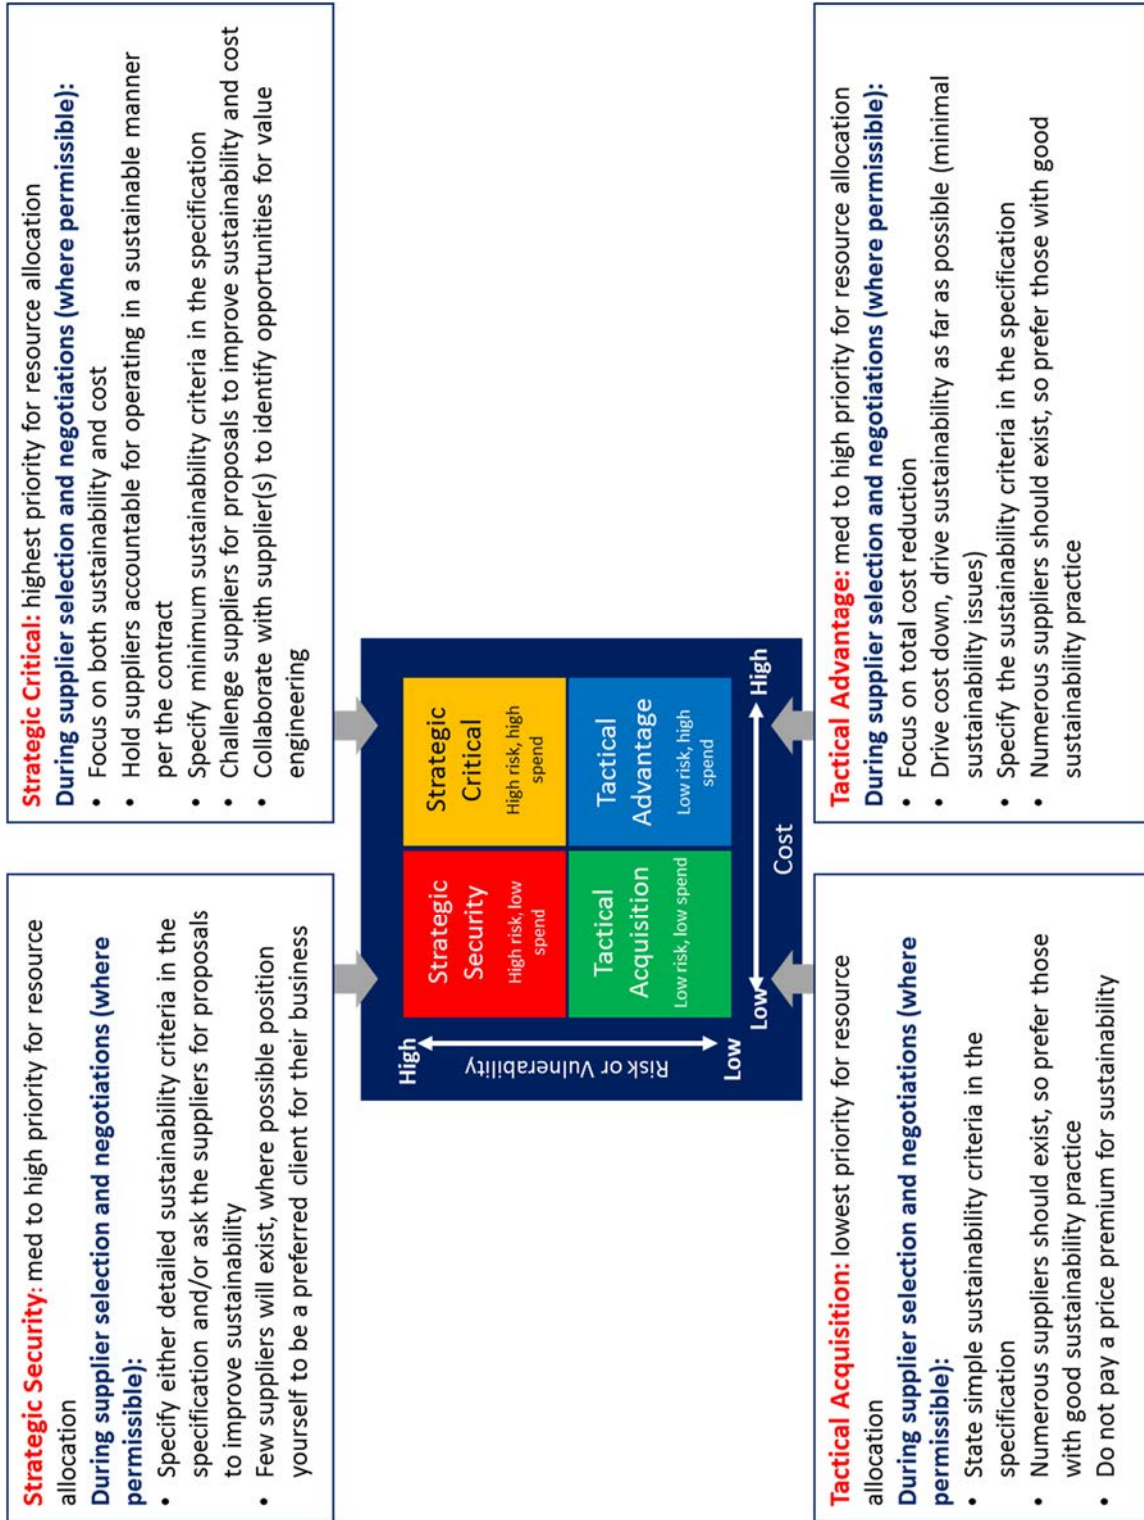 Strategic Security: med to high priority for resource
allocation
During supplier selection and negotiations (where
permissible):
• Specify either detailed sustainability criteria in the
specification and/or ask the suppliers for proposals
to improve sustainability
• Few suppliers will exist, where possible position
yourself to be a preferred client for their business
Strategic Critical: highest priority for resource allocation
During supplier selection and negotiations (where permissible):
• Focus on both sustainability and cost
• Hold suppliers accountable for operating in a sustainable manner
per the contract
• Specify minimum sustainability criteria in the specification
• Challenge suppliers for proposals to improve sustainability and cost
• Collaborate with supplier(s) to identify opportunities for value
engineering
High
Risk or Vulnerability
Low
Strategic
Security
High risk, low
spend
Strategic
Critical
High risk, high
spend
Tactical
Acquisition
Low risk, low spend
Tactical
Advantage
Low risk, high
spend
Low
Cost
High
Tactical Acquisition: lowest priority for resource
allocation
During supplier selection and negotiations (where
permissible):
• State simple sustainability criteria in the
specification
• Numerous suppliers should exist, so prefer those
with good sustainability practice
• Do not pay a price premium for sustainability
Tactical Advantage: med to high priority for resource allocation
During supplier selection and negotiations (where permissible):
• Focus on total cost reduction
• Drive cost down, drive sustainability as far as possible (minimal
sustainability issues)
• Specify the sustainability criteria in the specification
• Numerous suppliers should exist, so prefer those with good
sustainability practice